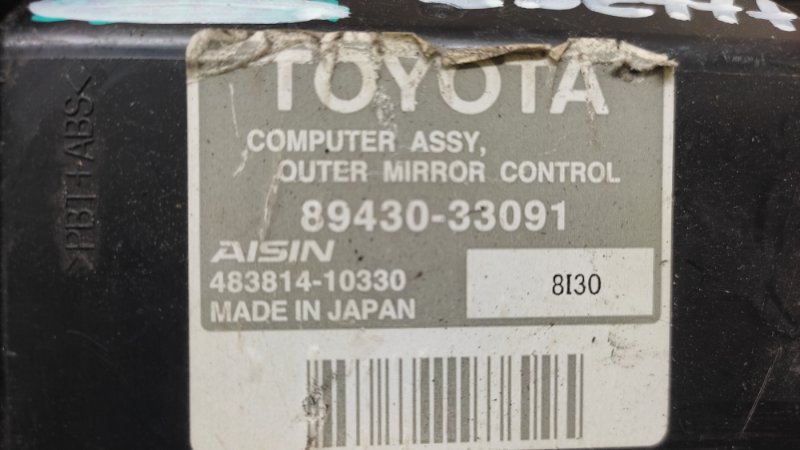 TOYOTA
COMPUTER ASSY,
OUTER MIRROR CONTROL
89430-33091
AISIN
483814-10330
8I30
MADE IN JAPAN
>PBT+ABS<